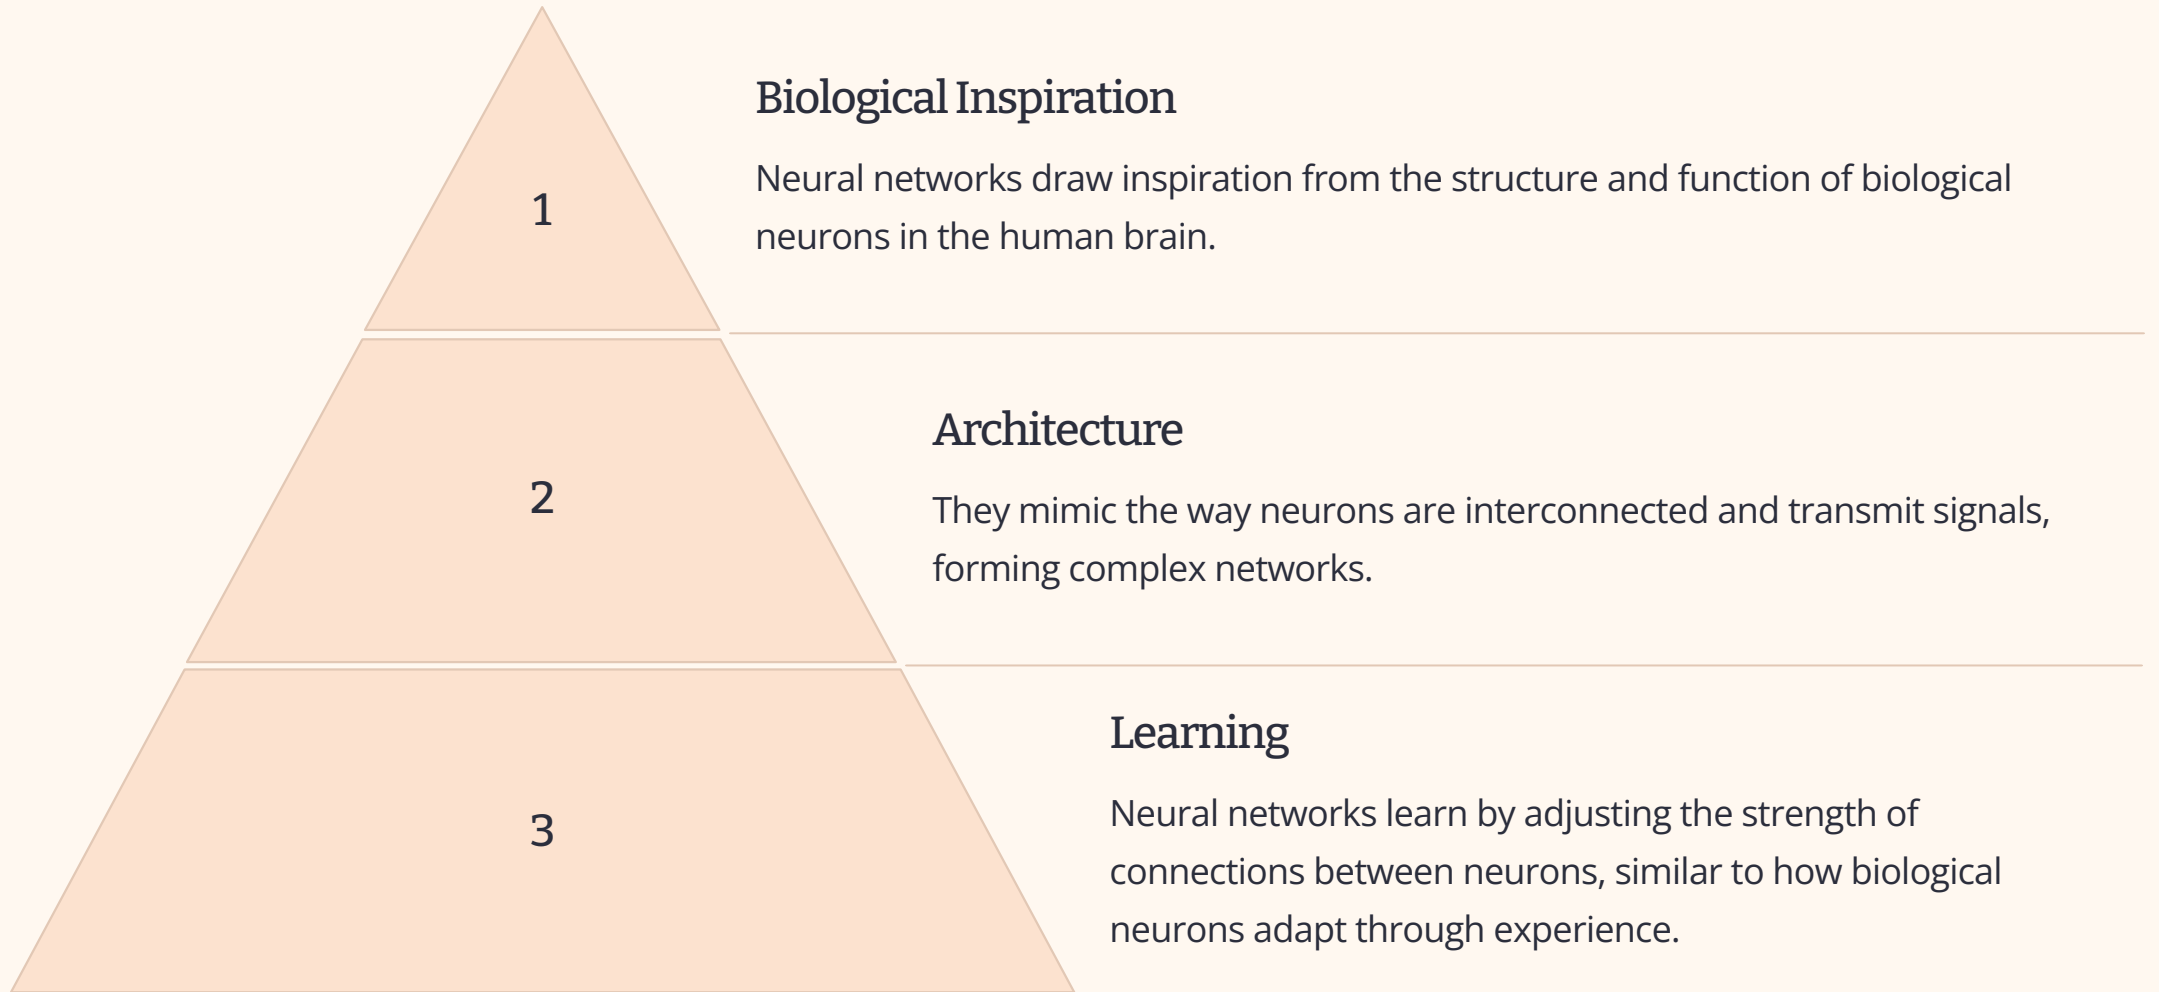 Biological Inspiration
1
Neural networks draw inspiration from the structure and function of biological
neurons in the human brain.
Architecture
2
They mimic the way neurons are interconnected and transmit signals,
forming complex networks.
Learning
3
Neural networks learn by adjusting the strength of
connections between neurons, similar to how biological
neurons adapt through experience.